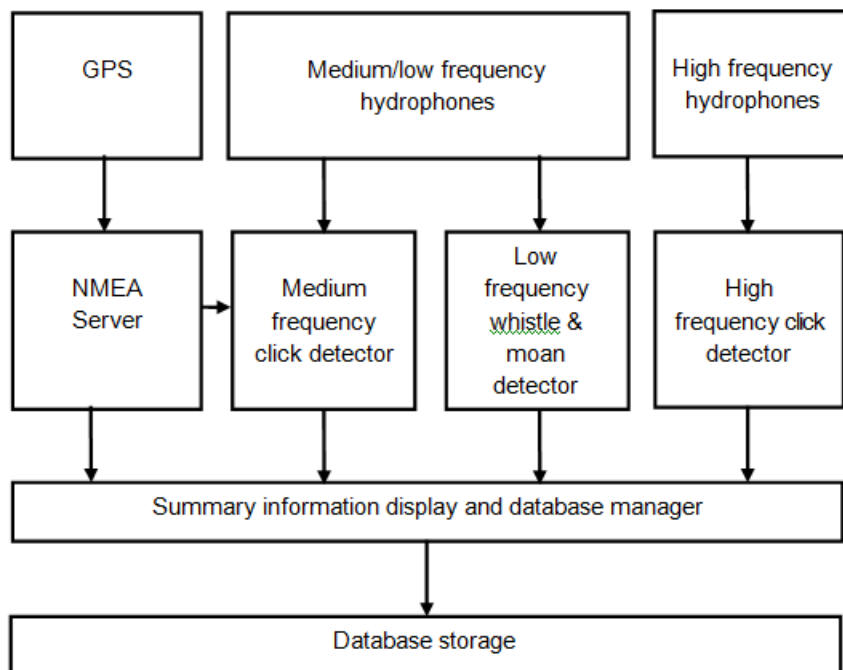 GPS
Medium/low frequency
hydrophones
High frequency
hydrophones
NMEA
Server
Medium
frequency
click detector
Low
frequency
whistle &
moan
detector
High
frequency click
detector
Summary information display and database manager
Database storage